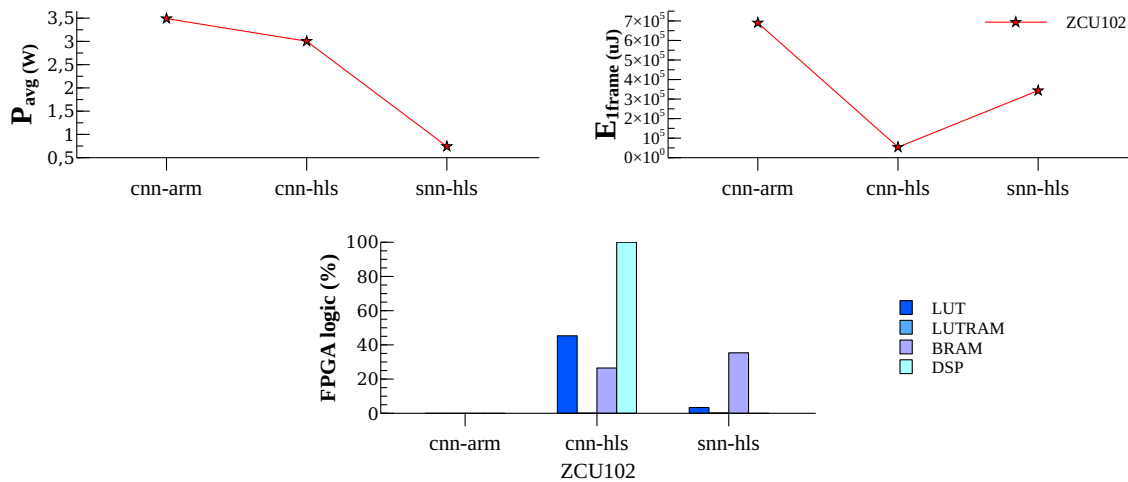 P_avg (W)
3,5
3
2,5
2
1,5
1
0,5
cnn-arm cnn-hls snn-hls
E_1frame (uJ)
7×10⁵
6×10⁵
5×10⁵
4×10⁵
3×10⁵
2×10⁵
10⁵
0×10⁰
ZCU102
cnn-arm cnn-hls snn-hls
FPGA logic (%)
100
80
60
40
20
0
cnn-arm cnn-hls snn-hls
ZCU102
LUT
LUTRAM
BRAM
DSP